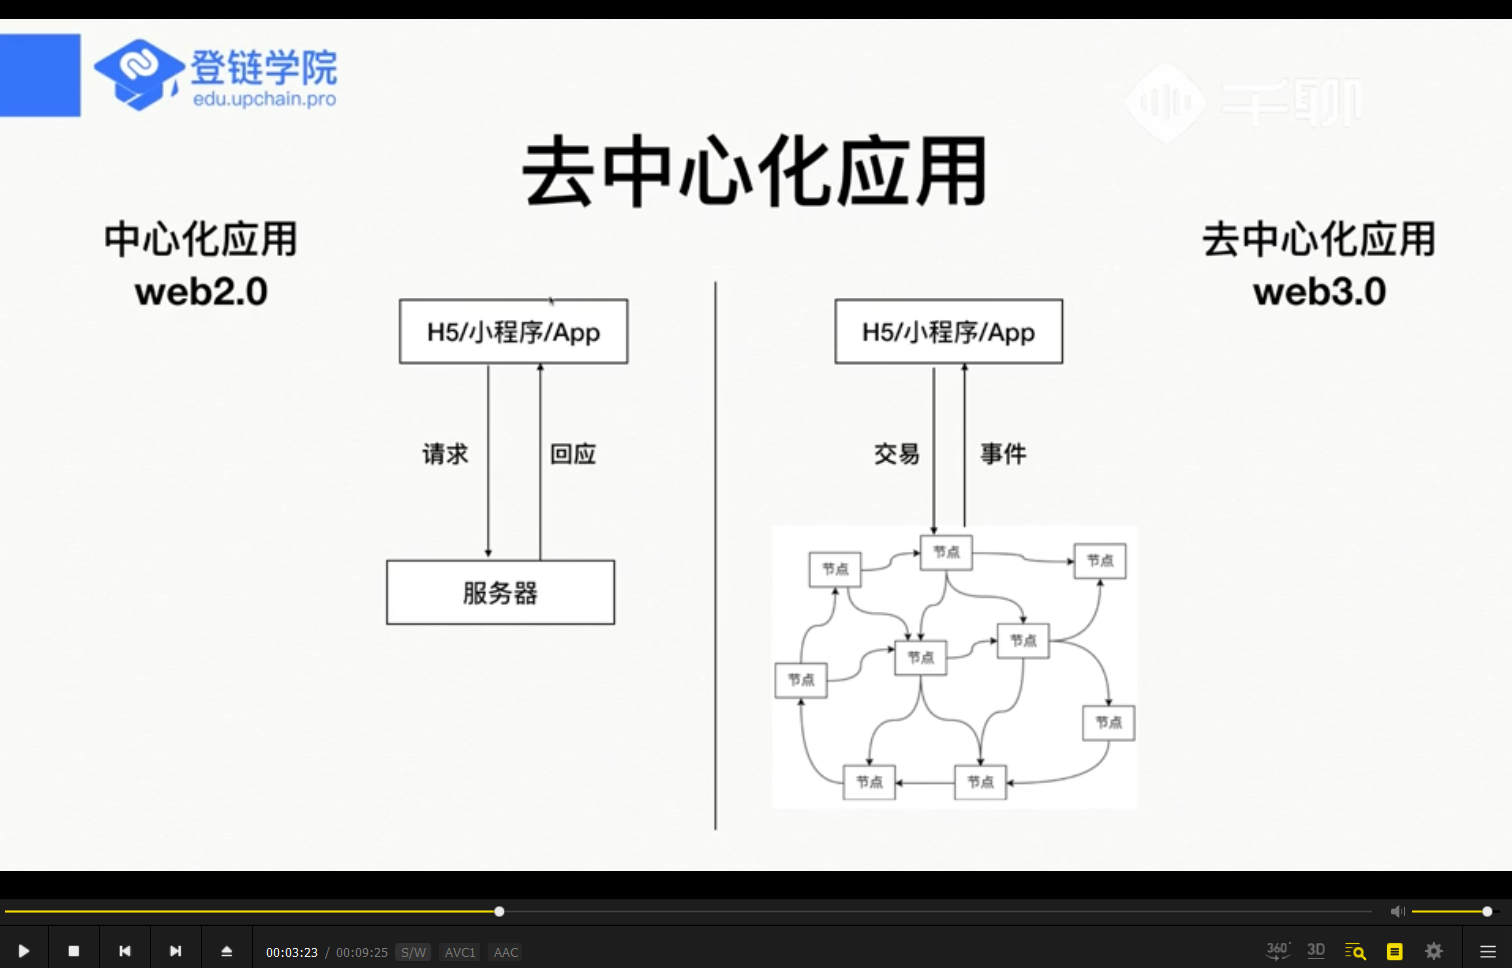 登链学院
edu.upchain.pro
千聊
去中心化应用
中心化应用
web2.0
去中心化应用
web3.0
H5/小程序/App
请求
回应
服务器
H5/小程序/App
交易
事件
节点
节点
节点
节点
节点
节点
节点
节点
节点
00:03:23 / 00:09:25 S/W AVC1 AAC
360°
3D